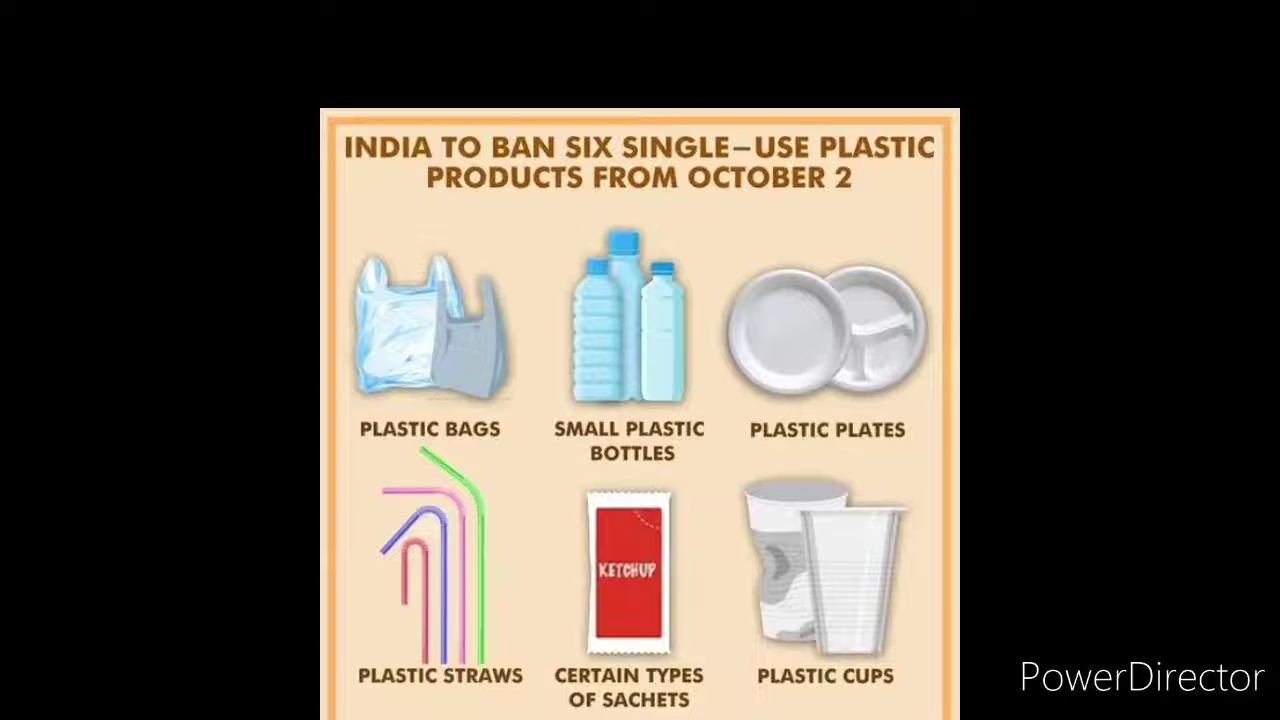 INDIA TO BAN SIX SINGLE–USE PLASTIC
PRODUCTS FROM OCTOBER 2
PLASTIC BAGS
SMALL PLASTIC
BOTTLES
PLASTIC PLATES
KETCHUP
PLASTIC STRAWS
CERTAIN TYPES
OF SACHETS
PLASTIC CUPS
PowerDirector